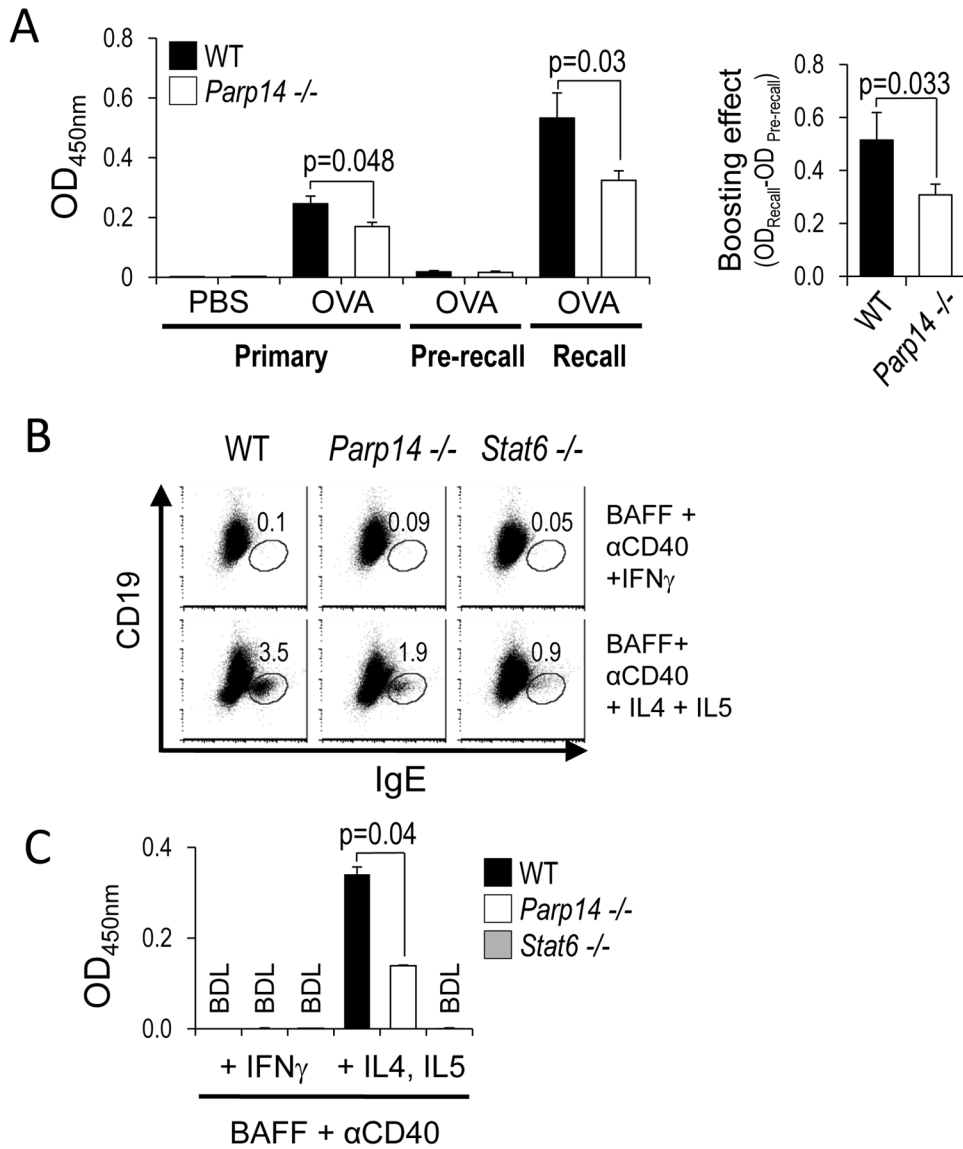 A
0.8
0.6
0.4
0.2
0
OD450nm
WT
Parp14 -/-
p=0.048
p=0.03
PBS
OVA
OVA
OVA
Primary
Pre-recall
Recall
Boosting effect
(ODRecall-OD Pre-recall)
0.8
0.6
0.4
0.2
0.0
p=0.033
WT
Parp14 -/-
B
WT
Parp14 -/-
Stat6 -/-
CD19
0.1
0.09
0.05
BAFF +
αCD40
+IFNγ
3.5
1.9
0.9
BAFF+
αCD40
+ IL4 + IL5
IgE
C
OD450nm
0.4
0.2
0.0
p=0.04
WT
Parp14 -/-
Stat6 -/-
BDL
BDL
BDL
BDL
+ IFNγ
+ IL4, IL5
BAFF + αCD40